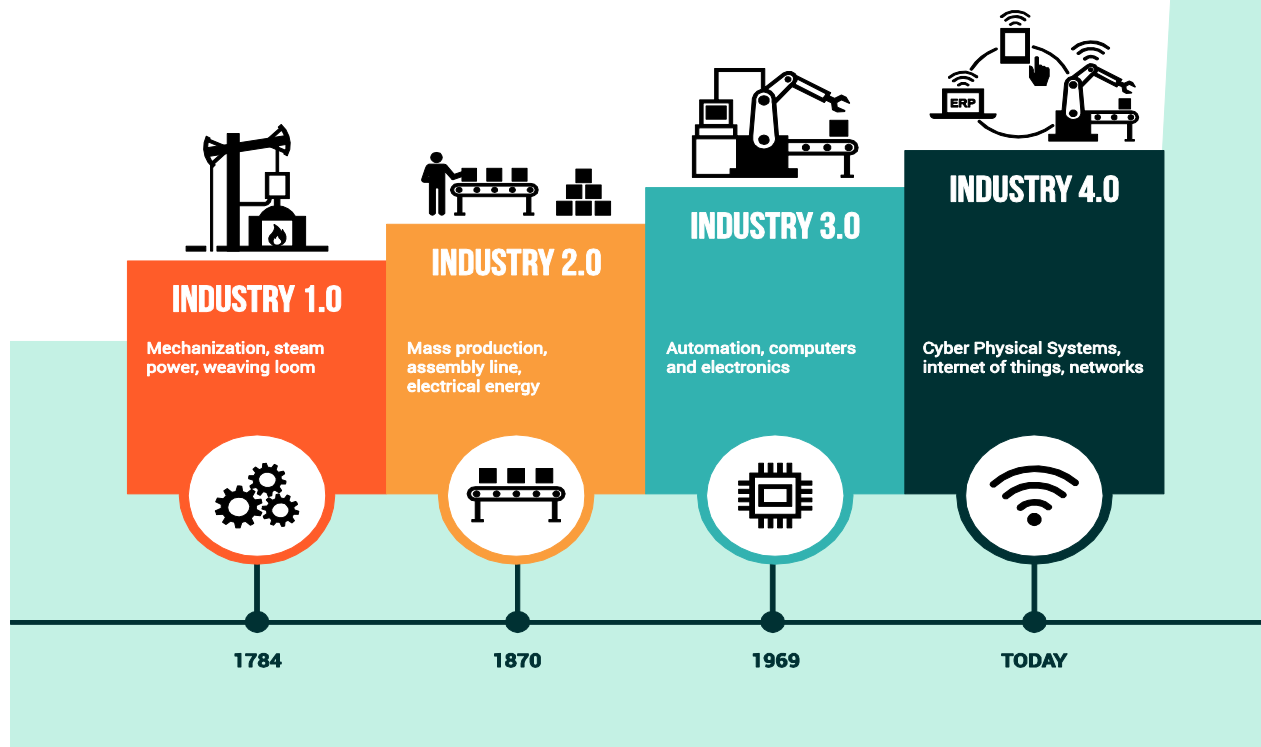 ERP
INDUSTRY 1.0
Mechanization, steam
power, weaving loom
INDUSTRY 2.0
Mass production,
assembly line,
electrical energy
INDUSTRY 3.0
Automation, computers
and electronics
INDUSTRY 4.0
Cyber Physical Systems,
internet of things, networks
1784
1870
1969
TODAY